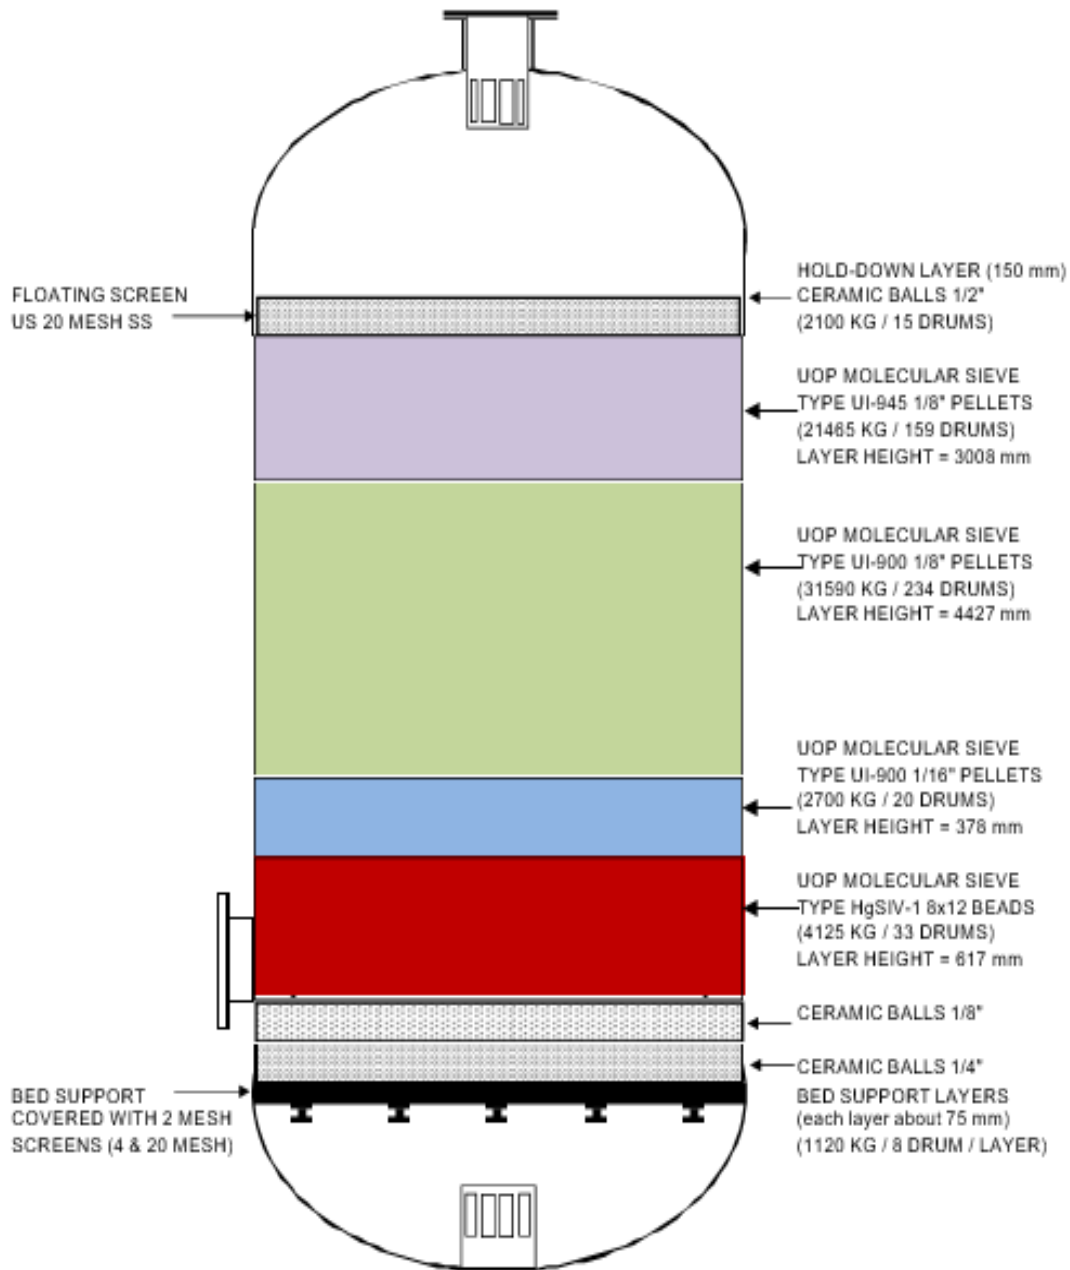 FLOATING SCREEN
US 20 MESH SS
HOLD-DOWN LAYER (150 mm)
CERAMIC BALLS 1/2"
(2100 KG / 15 DRUMS)
UOP MOLECULAR SIEVE
TYPE UI-945 1/8" PELLETS
(21465 KG / 159 DRUMS)
LAYER HEIGHT = 3008 mm
UOP MOLECULAR SIEVE
TYPE UI-900 1/8" PELLETS
(31590 KG / 234 DRUMS)
LAYER HEIGHT = 4427 mm
UOP MOLECULAR SIEVE
TYPE UI-900 1/16" PELLETS
(2700 KG / 20 DRUMS)
LAYER HEIGHT = 378 mm
UOP MOLECULAR SIEVE
TYPE HgSIV-1 8x12 BEADS
(4125 KG / 33 DRUMS)
LAYER HEIGHT = 617 mm
CERAMIC BALLS 1/8"
CERAMIC BALLS 1/4"
BED SUPPORT LAYERS
(each layer about 75 mm)
(1120 KG / 8 DRUM / LAYER)
BED SUPPORT
COVERED WITH 2 MESH
SCREENS (4 & 20 MESH)